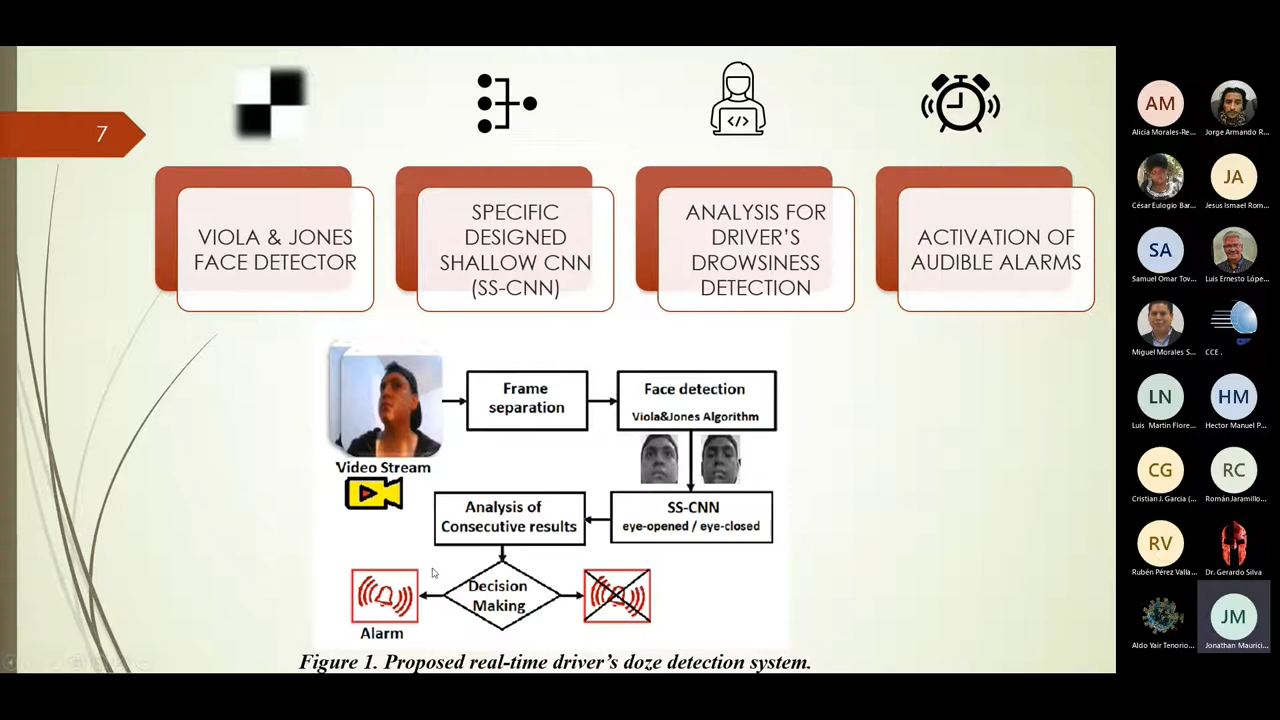 7
VIOLA & JONES
FACE DETECTOR
SPECIFIC
DESIGNED
SHALLOW CNN
(SS-CNN)
ANALYSIS FOR
DRIVER'S
DROWSINESS
DETECTION
ACTIVATION OF
AUDIBLE ALARMS
</>
Video Stream
Frame
separation
Face detection
Viola&Jones Algorithm
SS-CNN
eye-opened / eye-closed
Analysis of
Consecutive results
Decision
Making
Alarm
Figure 1. Proposed real-time driver's doze detection system.
AM
Alicia Morales-Re...
Jorge Armando R...
César Eulogio Bar...
JA
Jesus Ismael Rom...
SA
Samuel Omar Tov...
Luis Ernesto Lópe...
Miguel Morales S...
CCE .
LN
Luis Martin Flore...
HM
Hector Manuel P...
CG
Cristian J. Garcia (...
RC
Román Jaramillo...
RV
Rubén Pérez Valla...
Dr. Gerardo Silva
Aldo Yair Tenorio...
JM
Jonathan Maurici...